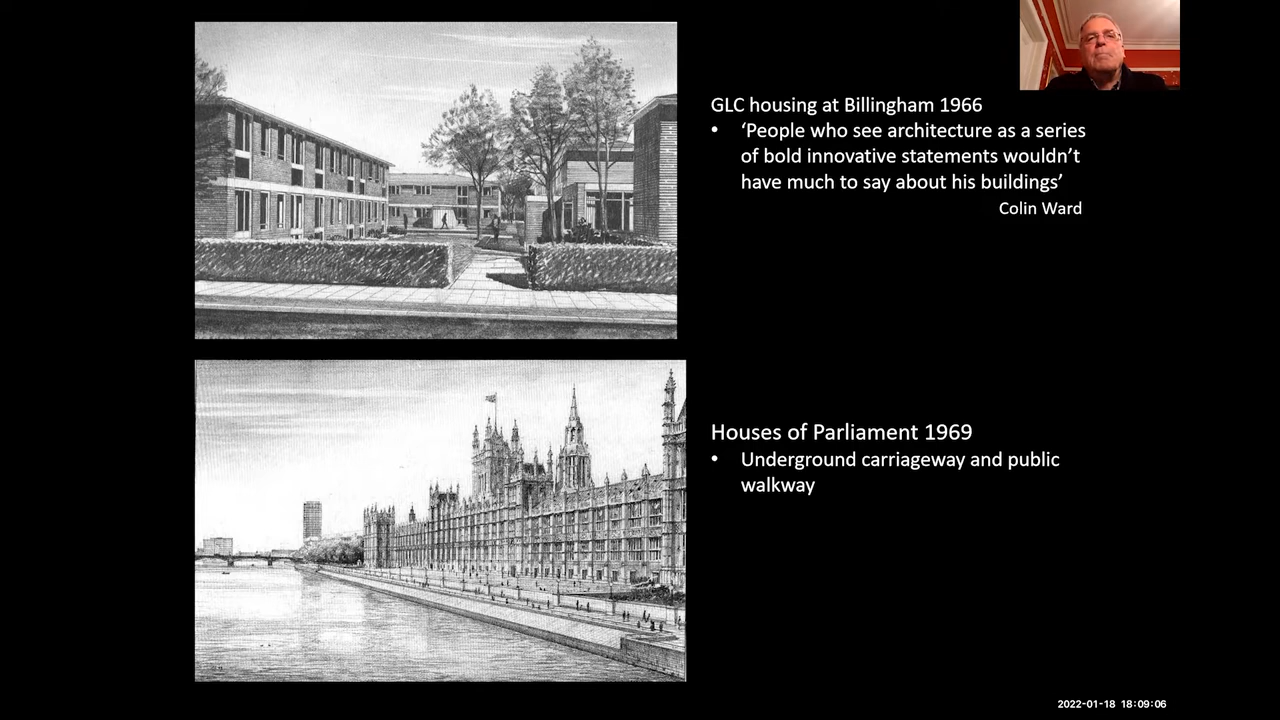 GLC housing at Billingham 1966
• ‘People who see architecture as a series
of bold innovative statements wouldn’t
have much to say about his buildings’
Colin Ward
Houses of Parliament 1969
• Underground carriageway and public
walkway
2022-01-18 18:09:06